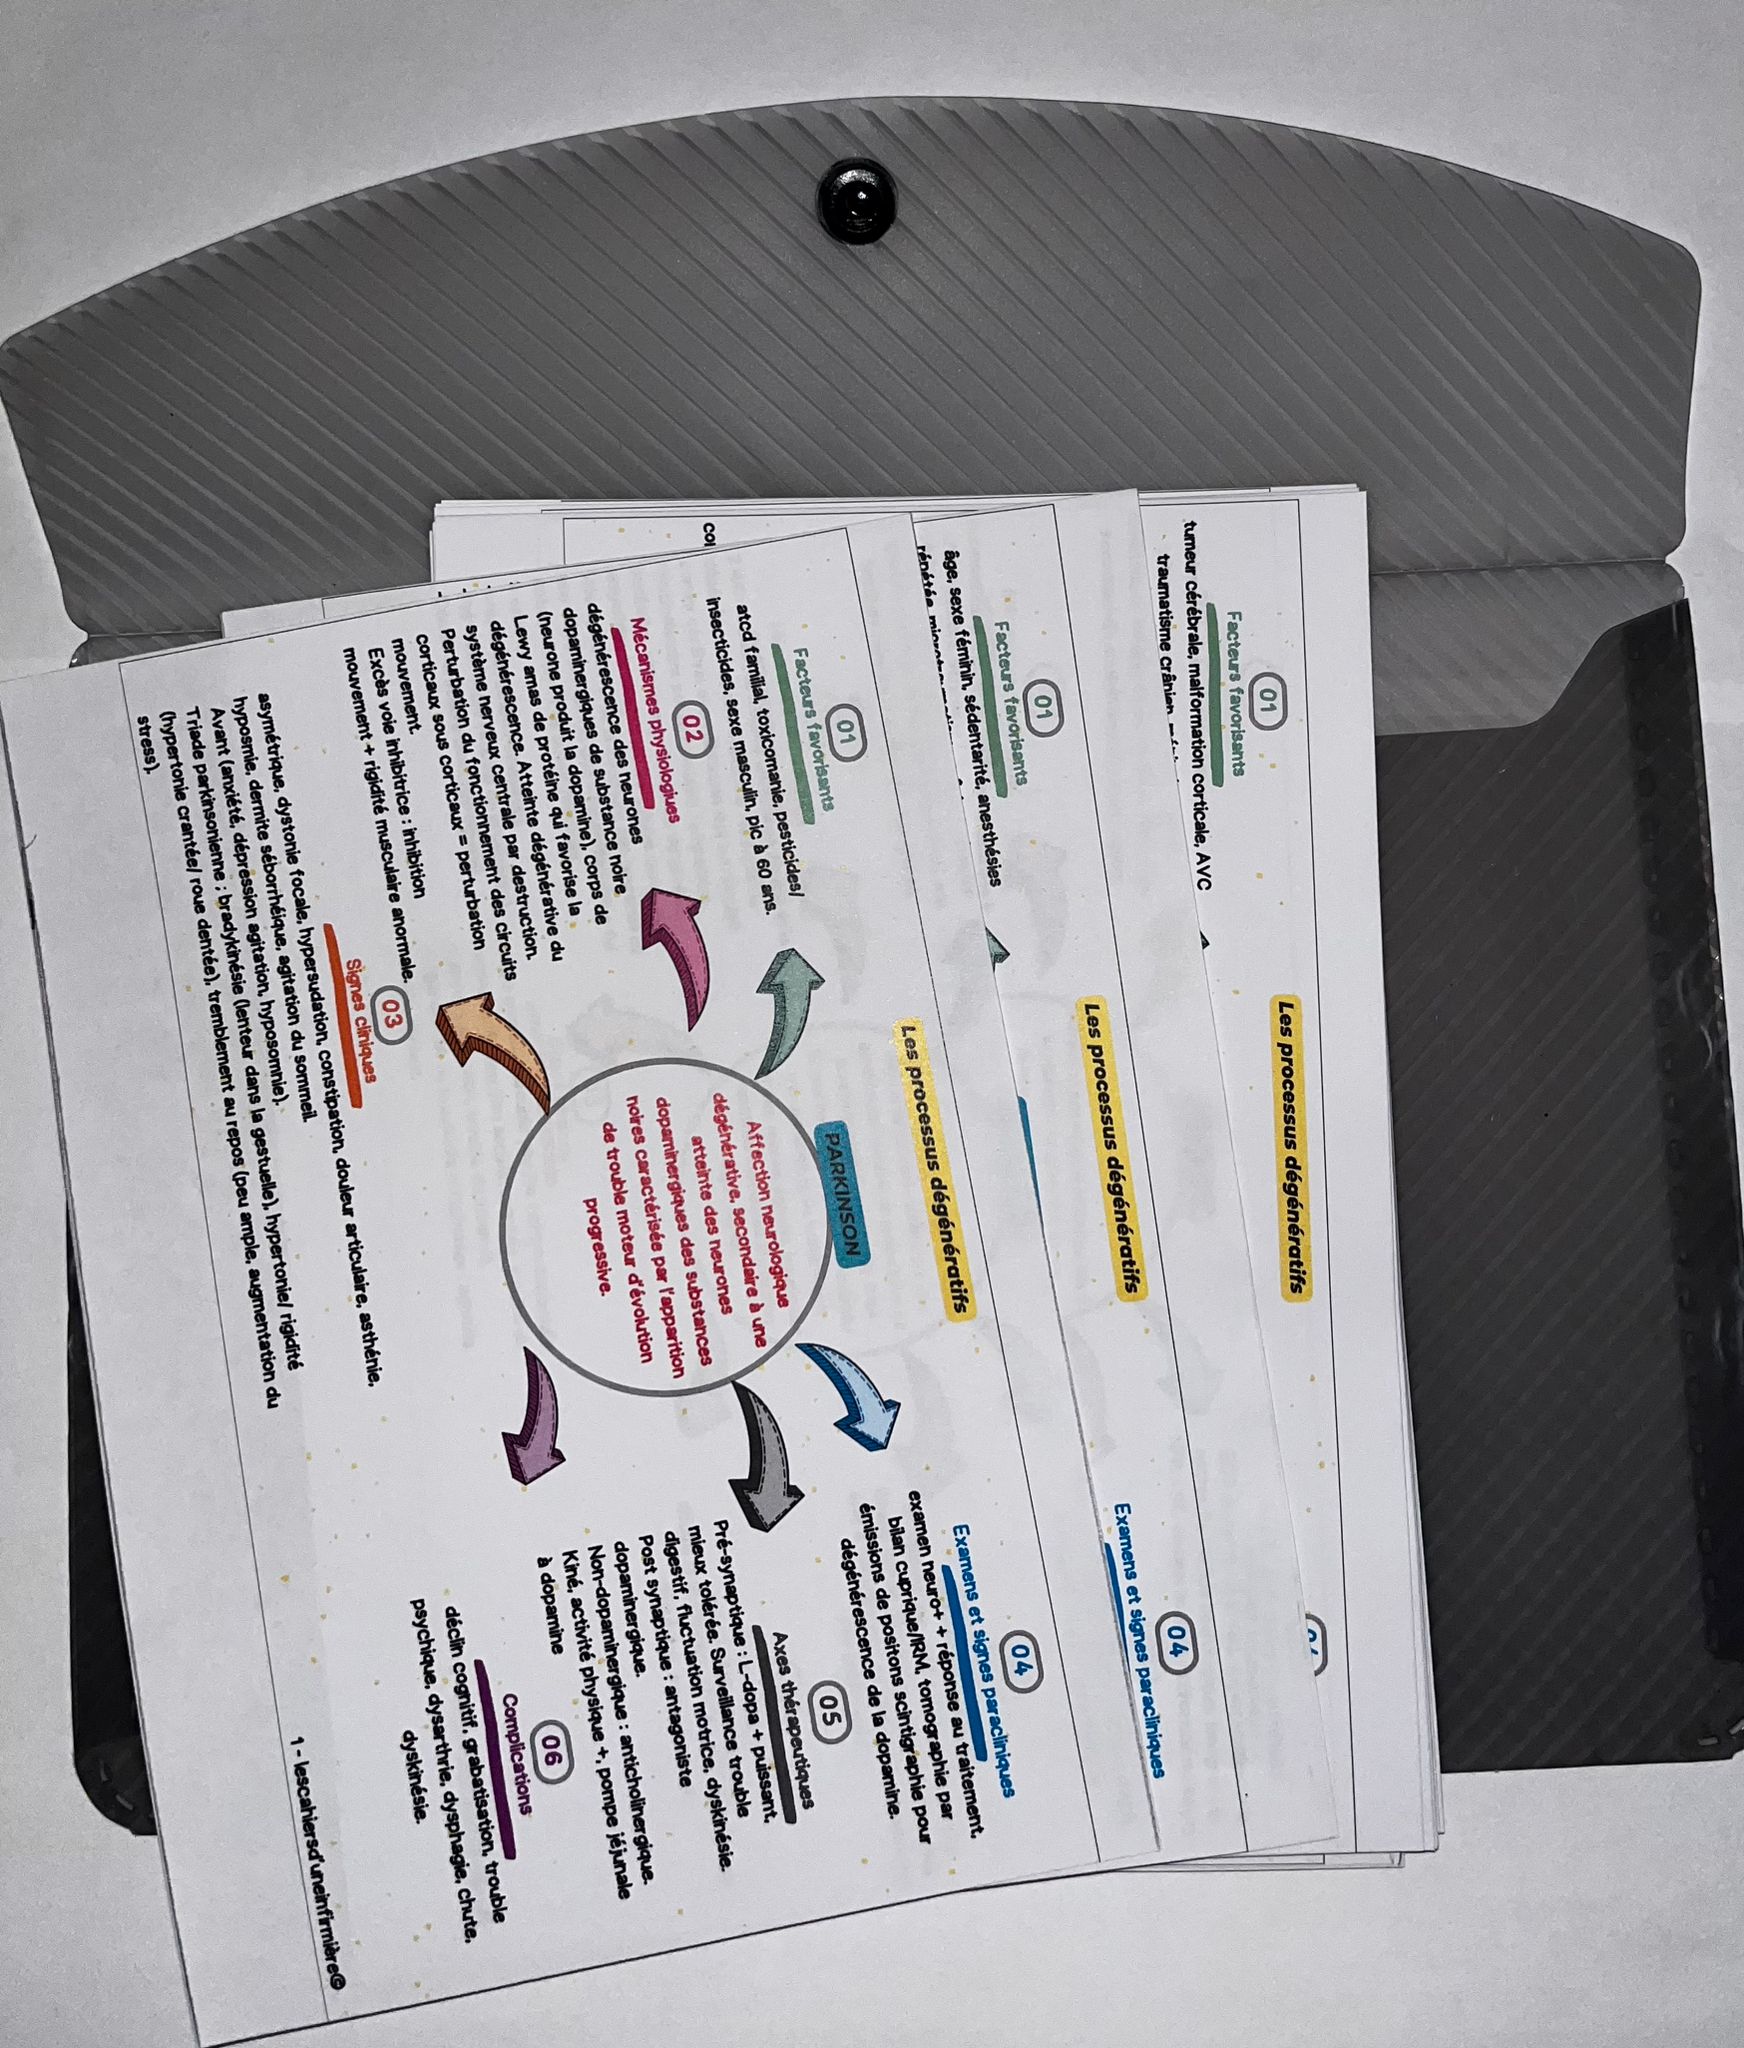 Les processus dégénératifs
PARKINSON
Affection neurologique
dégénérative, secondaire à une
atteinte des neurones
dopaminergiques des substances
noires caractérisée par l'apparition
de trouble moteur d'évolution
progressive.
01
Facteurs favorisants
atcd familial, toxicomanie, pesticides/
insecticides, sexe masculin, pic à 60 ans.
02
Mécanismes physiologiues
dégénérescence des neurones
dopaminergiques de substance noire
(neurone produit la dopamine), corps de
Lewy amas de protéine qui favorise la
dégénérescence. Atteinte dégénérative du
système nerveux centrale par destruction.
Perturbation du fonctionnement des circuits
corticaux sous corticaux = perturbation
mouvement.
Excès voie inhibitrice : inhibition
mouvement + rigidité musculaire anormale.
03
Signes cliniques
asymétrique, dystonie focale, hypersudation, constipation, douleur articulaire, asthénie,
hyposmie, dermite séborrhéique, agitation du sommeil.
Avant (anxiété, dépression agitation, hyposomnie).
Triade parkinsonienne : bradykinésie (lenteur dans la gestuelle), hypertonie/ rigidité
(hypertonie crantée/ roue dentée), tremblement au repos (peu ample, augmentation du
stress).
04
Examens et signes paracliniques
examen neuro+ + réponse au traitement,
bilan cuprique/IRM, tomographie par
émissions de positons scintigraphie pour
dégénérescence de la dopamine.
05
Axes thérapeutiques
Pré-synaptique : L-dopa + puissant,
mieux tolérée. Surveillance trouble
digestif, fluctuation motrice, dyskinésie.
Post synaptique : antagoniste
dopaminergique.
Non-dopaminergique : anticholinergique.
Kiné, activité physique +, pompe jéjunale
à dopamine
06
Complications
déclin cognitif, grabatisation, trouble
psychique, dysarthrie, dysphagie, chute,
dyskinésie.
1 - lescahiersd'uneinfirmière©
Les processus dégénératifs
01
Facteurs favorisants
âge, sexe féminin, sédentarité, anesthésies
répétée
04
Examens et signes paracliniques
Les processus dégénératifs
01
Facteurs favorisants
tumeur cérébrale, malformation corticale, AVC
traumatisme crânien